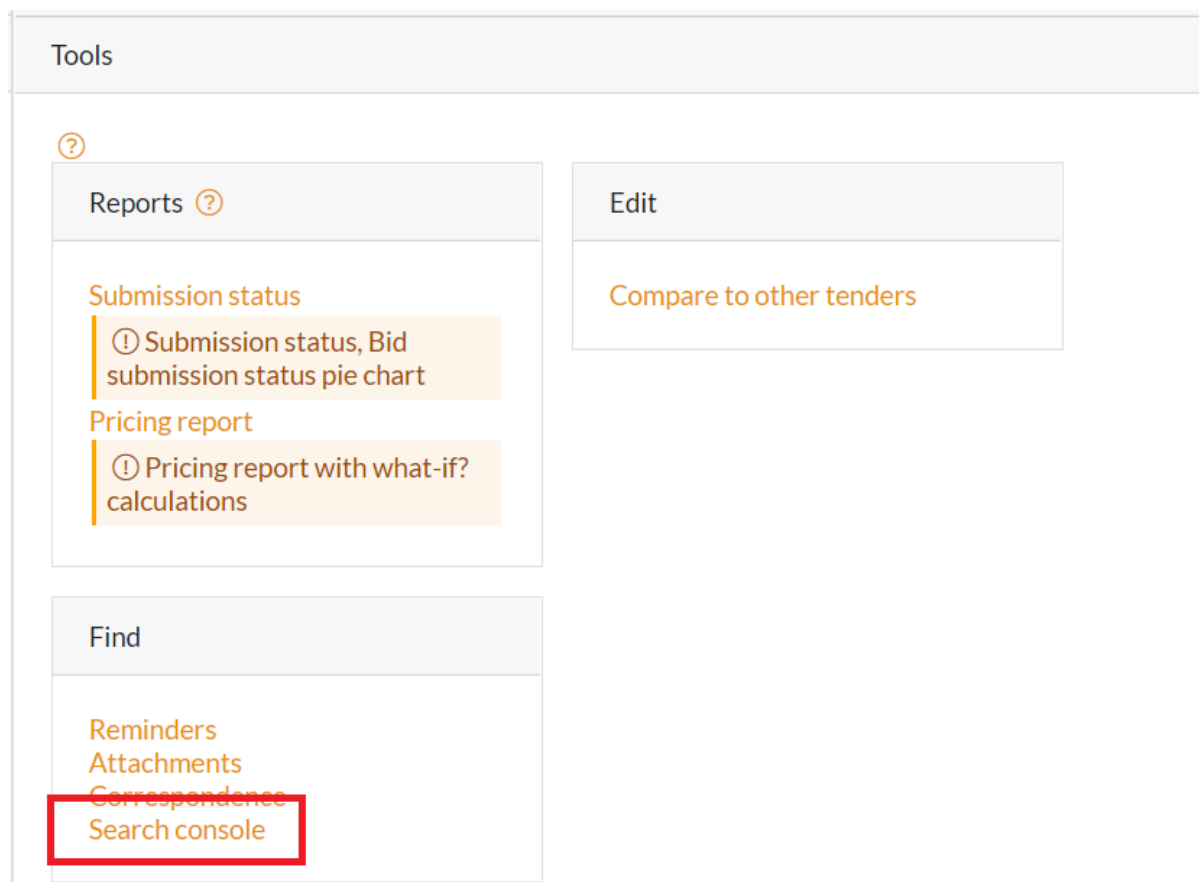 Tools
Reports
Edit
Submission status
Submission status, Bid
submission status pie chart
Pricing report
Pricing report with what-if?
calculations
Compare to other tenders
Find
Reminders
Attachments
Correspondence
Search console